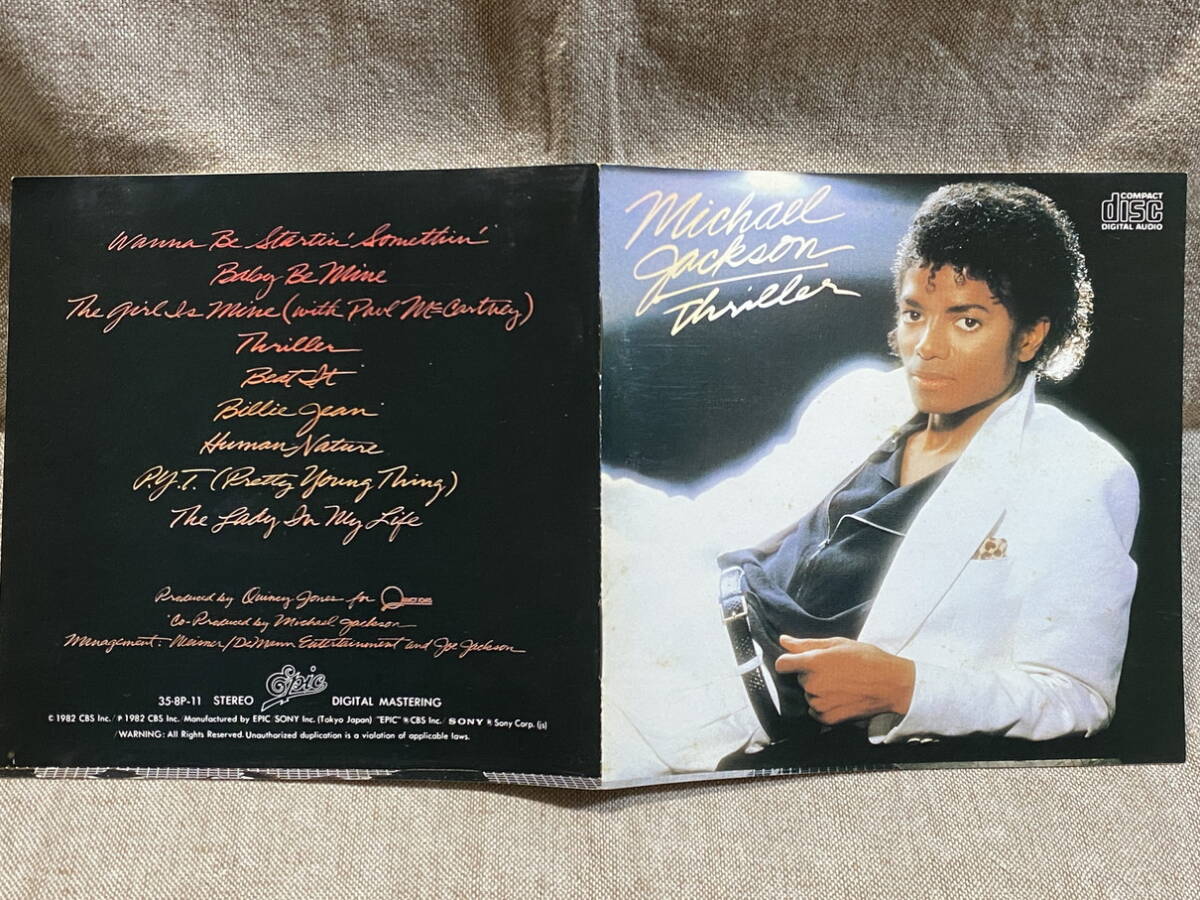 Wanna Be Startin' Somethin'
Baby Be Mine
The Girl Is Mine (with Paul McCartney)
Thriller
Beat It
Billie Jean
Human Nature
P.Y.T. (Pretty Young Thing)
The Lady In My Life
Produced by Quincy Jones for
Co-Produced by Michael Jackson
Management: Weisner/DeMann Entertainment and Joe Jackson
35·8P-11 STEREO Epic DIGITAL MASTERING
© 1982 CBS Inc./℗ 1982 CBS Inc. Manufactured by EPIC/SONY Inc. (Tokyo Japan) "EPIC" ® CBS Inc./SONY ® Sony Corp. (js)
/WARNING: All Rights Reserved. Unauthorized duplication is a violation of applicable laws.
Michael
Jackson
Thriller
COMPACT
disc
DIGITAL AUDIO